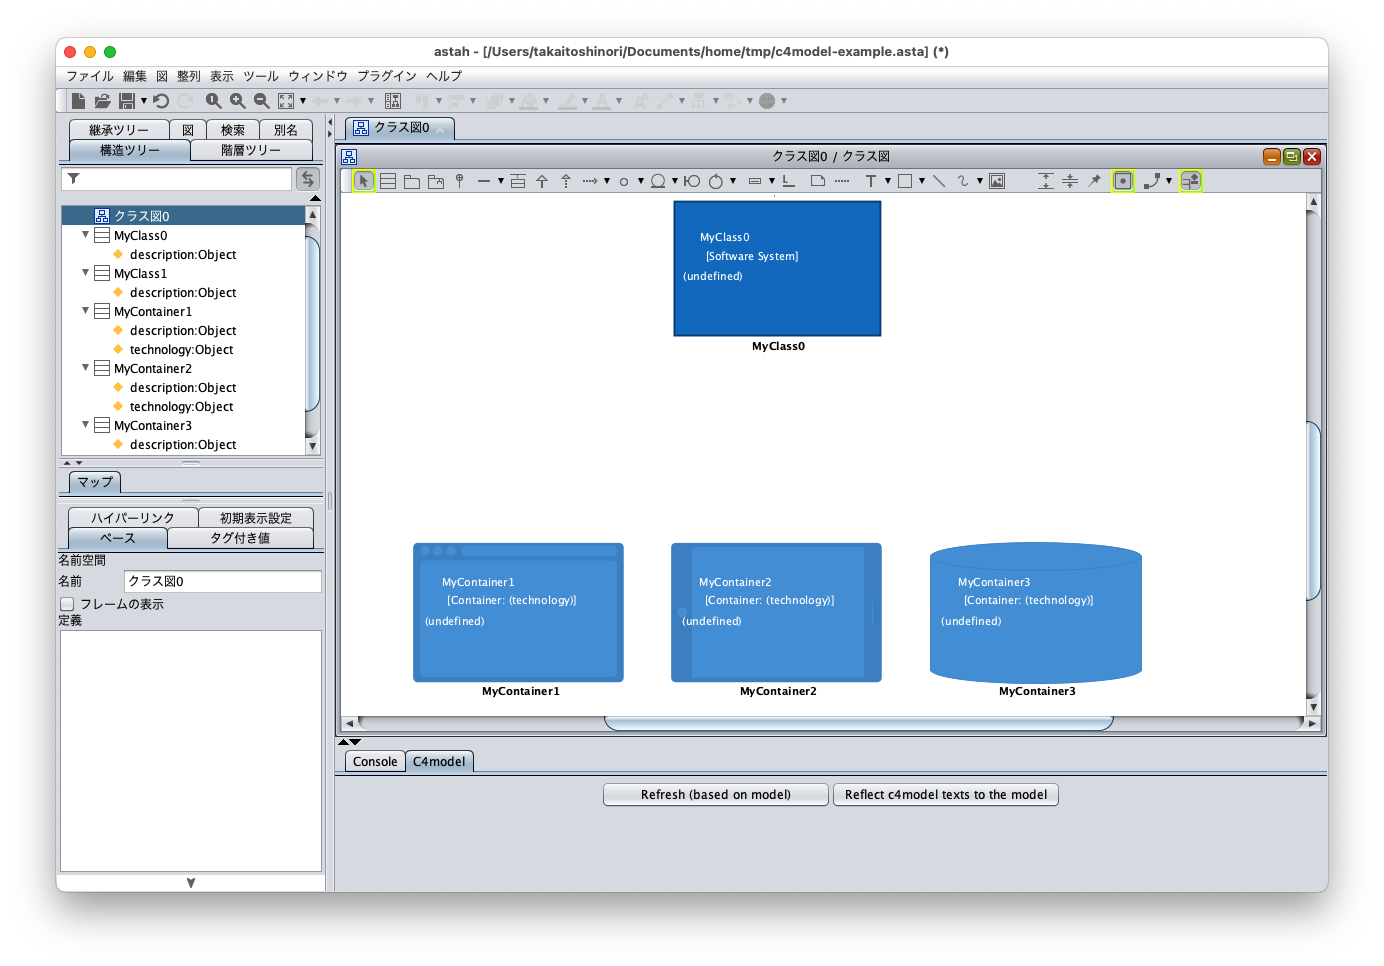 astah - [/Users/takaitoshinori/Documents/home/tmp/c4model-example.asta] (*)
ファイル 編集 図 整列 表示 ツール ウィンドウ プラグイン ヘルプ
継承ツリー 図 検索 別名
構造ツリー 階層ツリー
クラス図0
MyClass0
description:Object
MyClass1
description:Object
MyContainer1
description:Object
technology:Object
MyContainer2
description:Object
technology:Object
MyContainer3
description:Object
マップ
ハイパーリンク 初期表示設定
ベース タグ付き値
名前空間
名前 クラス図0
フレームの表示
定義
クラス図0
クラス図0 / クラス図
T
MyClass0
[Software System]
(undefined)
MyClass0
MyContainer1
[Container: (technology)]
(undefined)
MyContainer1
MyContainer2
[Container: (technology)]
(undefined)
MyContainer2
MyContainer3
[Container: (technology)]
(undefined)
MyContainer3
Console C4model
Refresh (based on model) Reflect c4model texts to the model